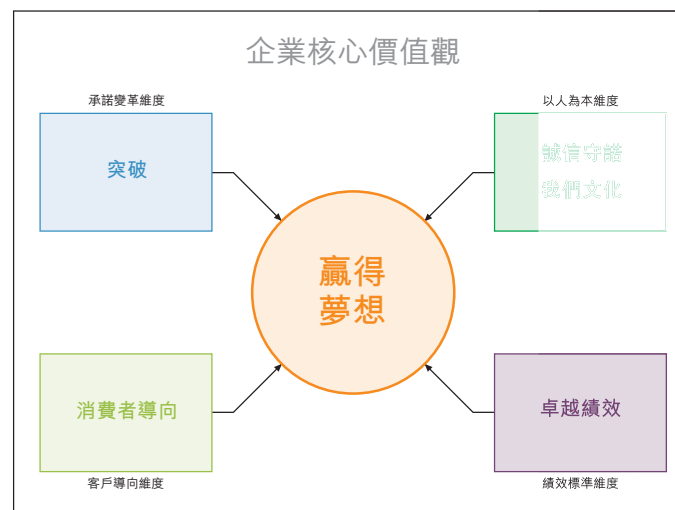 企業核心價值觀
承諾變革維度
以人為本維度
突破
誠信守諾
我們文化
贏得
夢想
消費者導向
卓越績效
客戶導向維度
績效標準維度